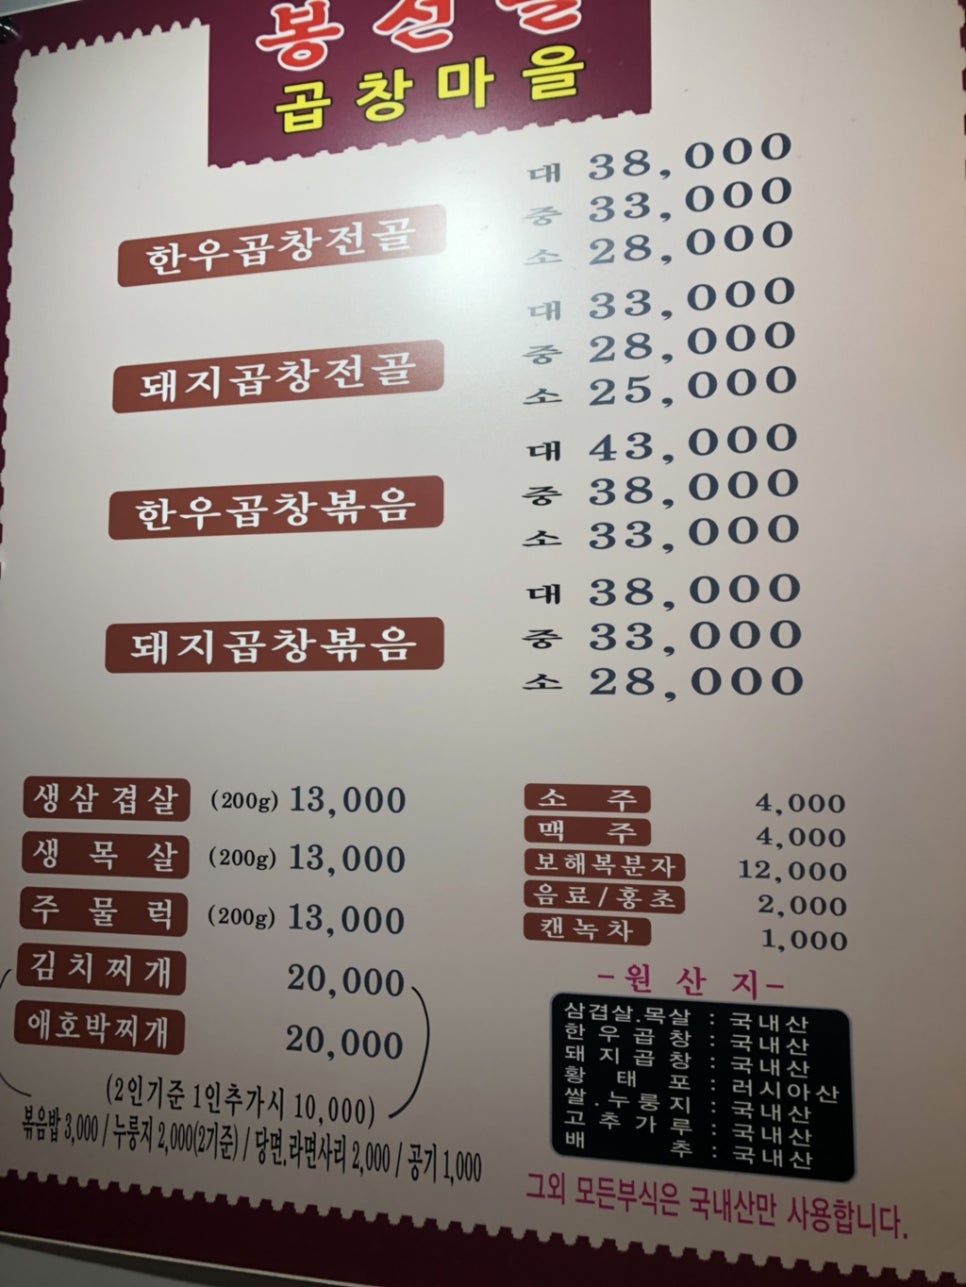 봉선골
곱창마을
한우곱창전골
대 38,000
중 33,000
소 28,000
돼지곱창전골
대 33,000
중 28,000
소 25,000
한우곱창볶음
대 43,000
중 38,000
소 33,000
돼지곱창볶음
대 38,000
중 33,000
소 28,000
생삼겹살 (200g) 13,000
생목살 (200g) 13,000
주물럭 (200g) 13,000
김치찌개 20,000
애호박찌개 20,000
(2인기준 1인추가시 10,000)
볶음밥 3,000 / 누룽지 2,000(2기준) / 당면.라면사리 2,000 / 공기 1,000
소주 4,000
맥주 4,000
보해복분자 12,000
음료/홍초 2,000
캔녹차 1,000
-원산지-
삼겹살.목살 : 국내산
한우곱창 : 국내산
돼지곱창 : 국내산
황태포 : 러시아산
쌀.누룽지 : 국내산
고추가루 : 국내산
배추 : 국내산
그외 모든부식은 국내산만 사용합니다.